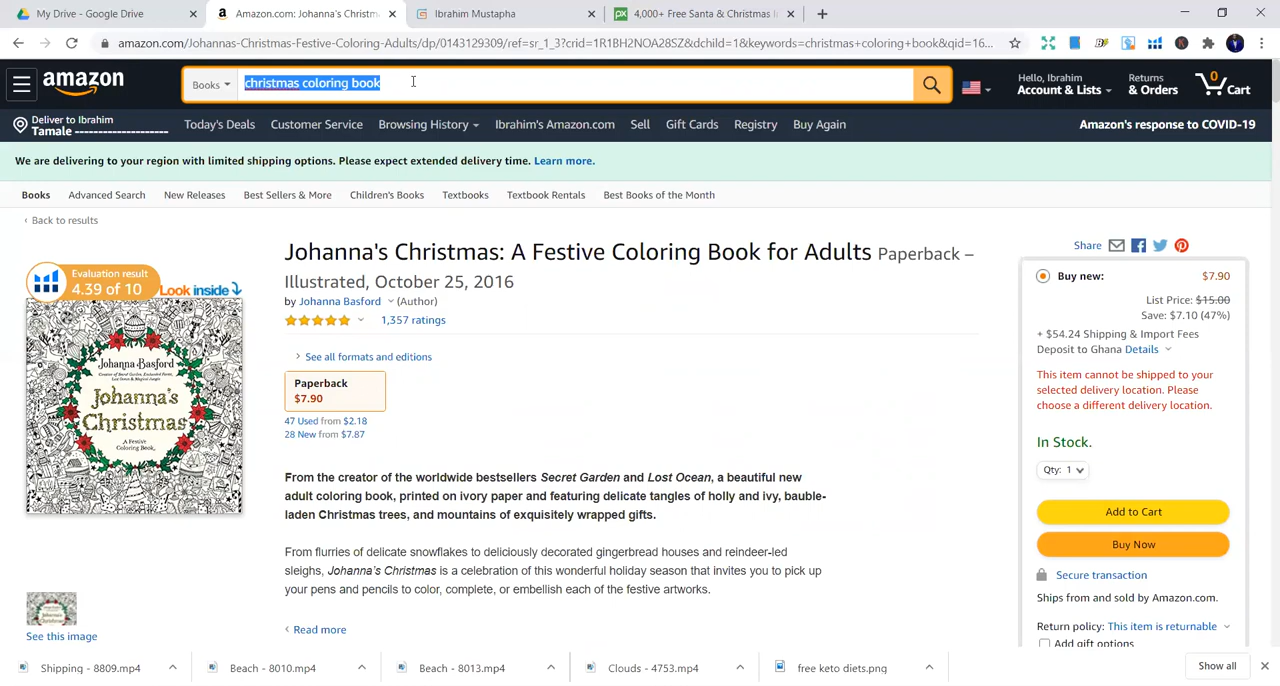 My Drive - Google Drive
Amazon.com: Johanna's Christm
Ibrahim Mustapha
4,000+ Free Santa & Christmas I
amazon.com/Johannas-Christmas-Festive-Coloring-Adults/dp/0143129309/ref=sr_1_3?crid=1R1BH2NOA28SZ&dchild=1&keywords=christmas+coloring+book&qid=16...
amazon
Books
christmas coloring book
Hello, Ibrahim
Account & Lists
Returns
& Orders
0
Cart
Deliver to Ibrahim
Tamale
Today's Deals
Customer Service
Browsing History
Ibrahim's Amazon.com
Sell
Gift Cards
Registry
Buy Again
Amazon's response to COVID-19
We are delivering to your region with limited shipping options. Please expect extended delivery time. Learn more.
Books
Advanced Search
New Releases
Best Sellers & More
Children's Books
Textbooks
Textbook Rentals
Best Books of the Month
‹ Back to results
Evaluation result
4.39 of 10
Look inside
Johanna Basford
Johanna's
Christmas
A Festive
Coloring Book
See this image
Johanna's Christmas: A Festive Coloring Book for Adults Paperback –
Illustrated, October 25, 2016
by Johanna Basford (Author)
1,357 ratings
› See all formats and editions
Paperback
$7.90
47 Used from $2.18
28 New from $7.87
From the creator of the worldwide bestsellers Secret Garden and Lost Ocean, a beautiful new
adult coloring book, printed on ivory paper and featuring delicate tangles of holly and ivy, bauble-
laden Christmas trees, and mountains of exquisitely wrapped gifts.
From flurries of delicate snowflakes to deliciously decorated gingerbread houses and reindeer-led
sleighs, Johanna's Christmas is a celebration of this wonderful holiday season that invites you to pick up
your pens and pencils to color, complete, or embellish each of the festive artworks.
‹ Read more
Share
Buy new:
$7.90
List Price: $15.00
Save: $7.10 (47%)
+ $54.24 Shipping & Import Fees
Deposit to Ghana Details
This item cannot be shipped to your
selected delivery location. Please
choose a different delivery location.
In Stock.
Qty: 1
Add to Cart
Buy Now
Secure transaction
Ships from and sold by Amazon.com.
Return policy: This item is returnable
Add gift options
Shipping - 8809.mp4
Beach - 8010.mp4
Beach - 8013.mp4
Clouds - 4753.mp4
free keto diets.png
Show all